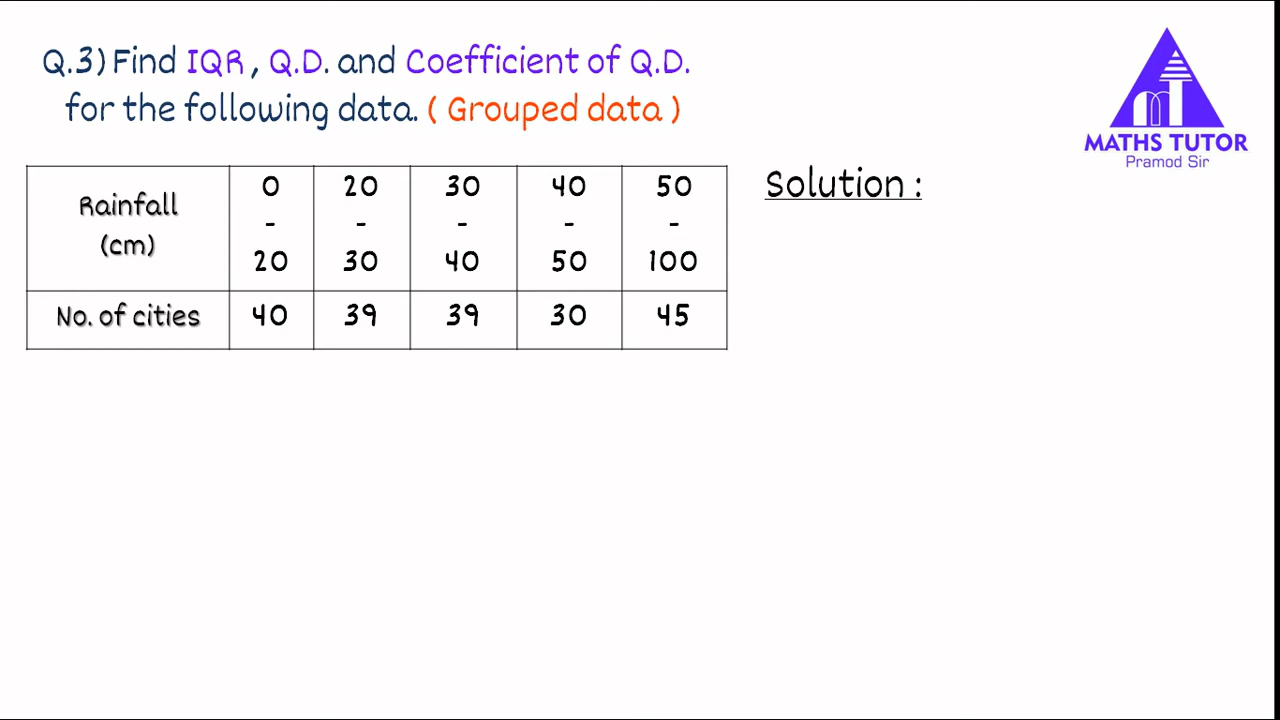 Q.3) Find IQR, Q.D. and Coefficient of Q.D.
for the following data. ( Grouped data )
MATHS TUTOR
Pramod Sir
Rainfall (cm) 0 - 20 20 - 30 30 - 40 40 - 50 50 - 100
No. of cities 40 39 39 30 45
Solution :